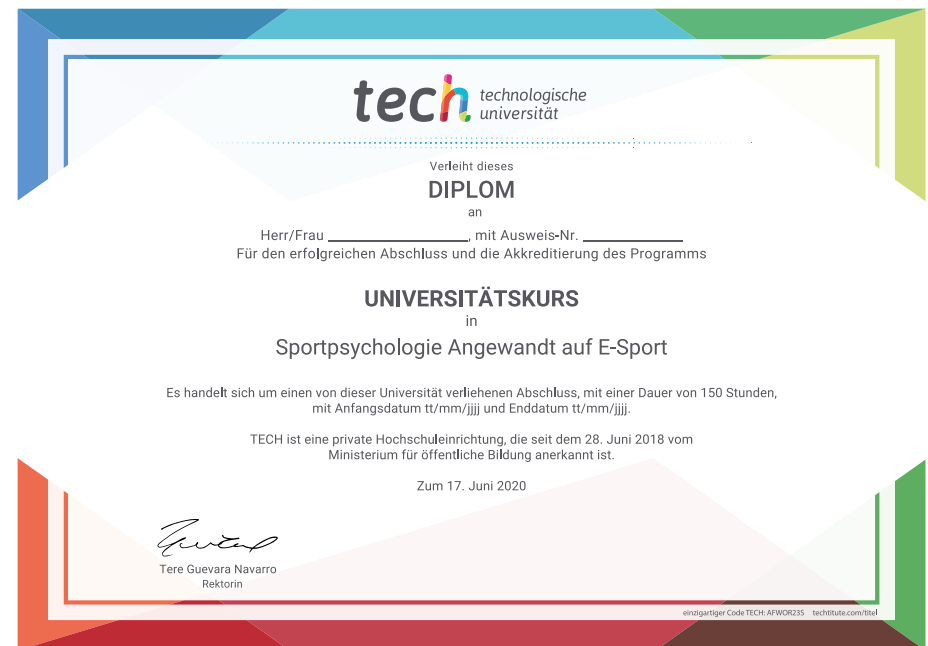 tech technologische
universität
Verleiht dieses
DIPLOM
an
Herr/Frau ________________, mit Ausweis-Nr. ____________
Für den erfolgreichen Abschluss und die Akkreditierung des Programms
UNIVERSITÄTSKURS
in
Sportpsychologie Angewandt auf E-Sport
Es handelt sich um einen von dieser Universität verliehenen Abschluss, mit einer Dauer von 150 Stunden,
mit Anfangsdatum tt/mm/jjjj und Enddatum tt/mm/jjjj.
TECH ist eine private Hochschuleinrichtung, die seit dem 28. Juni 2018 vom
Ministerium für öffentliche Bildung anerkannt ist.
Zum 17. Juni 2020
Tere Guevara Navarro
Rektorin
einzigartiger Code TECH: AFWOR23S techtitute.com/titel